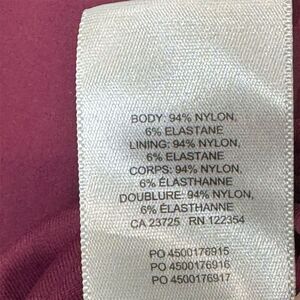 BODY: 94% NYLON,
6% ELASTANE
LINING: 94% NYLON,
6% ELASTANE
CORPS: 94% NYLON,
6% ÉLASTHANNE
DOUBLURE: 94% NYLON,
6% ÉLASTHANNE
CA 23725 RN 122354
PO 4500176915
PO 4500176916
PO 4500176917